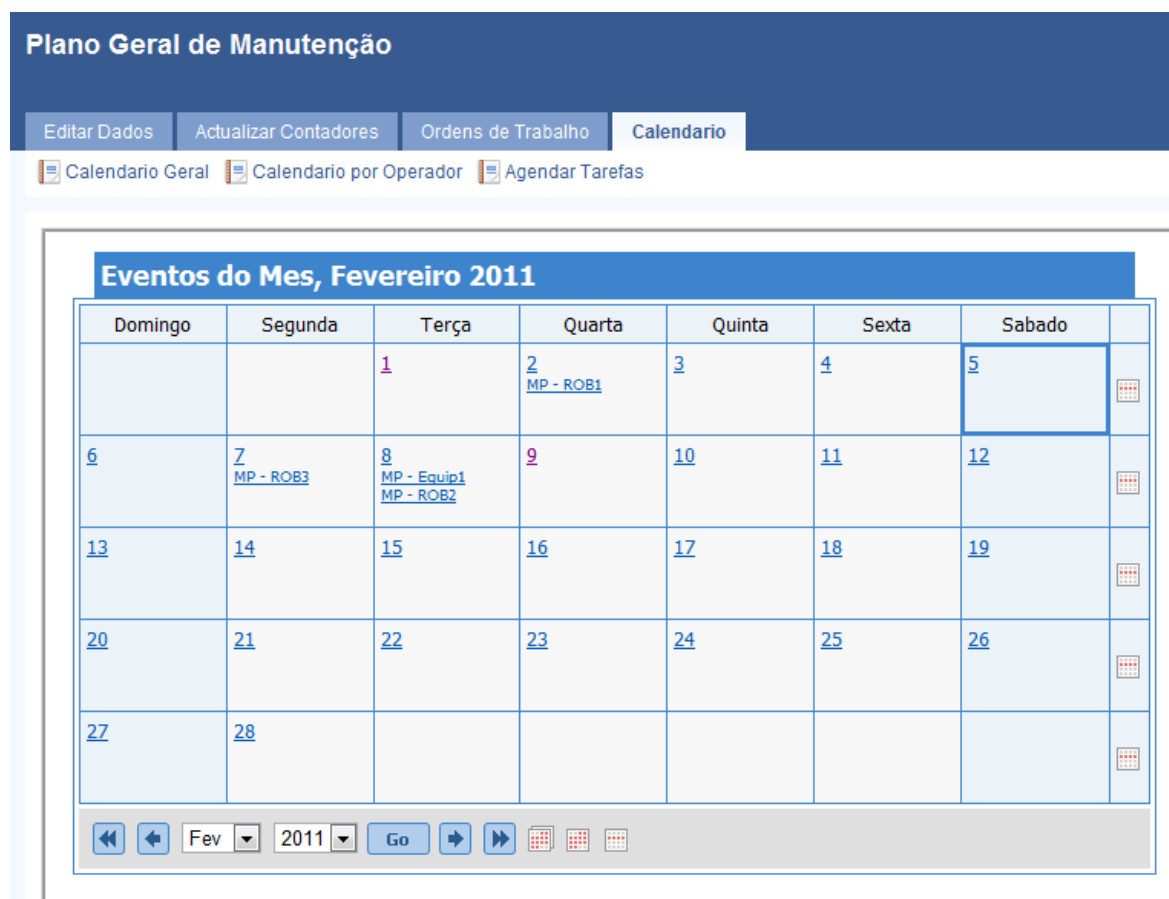 Plano Geral de Manutenção
Editar Dados Actualizar Contadores Ordens de Trabalho Calendario
Calendario Geral Calendario por Operador Agendar Tarefas
Eventos do Mes, Fevereiro 2011
Domingo Segunda Terça Quarta Quinta Sexta Sabado
1 2 3 4 5
MP - ROB1
6 7 8 9 10 11 12
MP - ROB3 MP - Equip1
MP - ROB2
13 14 15 16 17 18 19
20 21 22 23 24 25 26
27 28
Fev 2011 Go